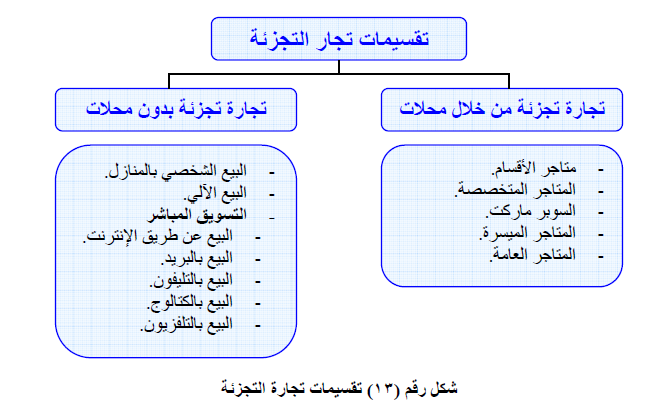 تقسيمات تجار التجزئة
تجارة تجزئة من خلال محلات
- متاجر الأقسام.
- المتاجر المتخصصة.
- السوبر ماركت.
- المتاجر الميسرة.
- المتاجر العامة.
تجارة تجزئة بدون محلات
- البيع الشخصي بالمنازل.
- البيع الآلي.
- التسويق المباشر
- البيع عن طريق الإنترنت.
- البيع بالبريد.
- البيع بالتليفون.
- البيع بالكتالوج.
- البيع بالتلفزيون.
شكل رقم (١٣) تقسيمات تجارة التجزئة